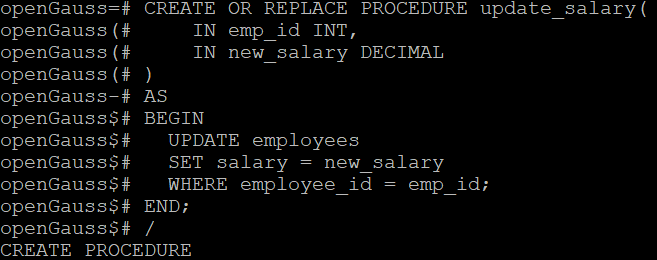 openGauss=# CREATE OR REPLACE PROCEDURE update_salary(
openGauss(#     IN emp_id INT,
openGauss(#     IN new_salary DECIMAL
openGauss(# )
openGauss-# AS
openGauss$# BEGIN
openGauss$#   UPDATE employees
openGauss$#   SET salary = new_salary
openGauss$#   WHERE employee_id = emp_id;
openGauss$# END;
openGauss$# /
CREATE PROCEDURE